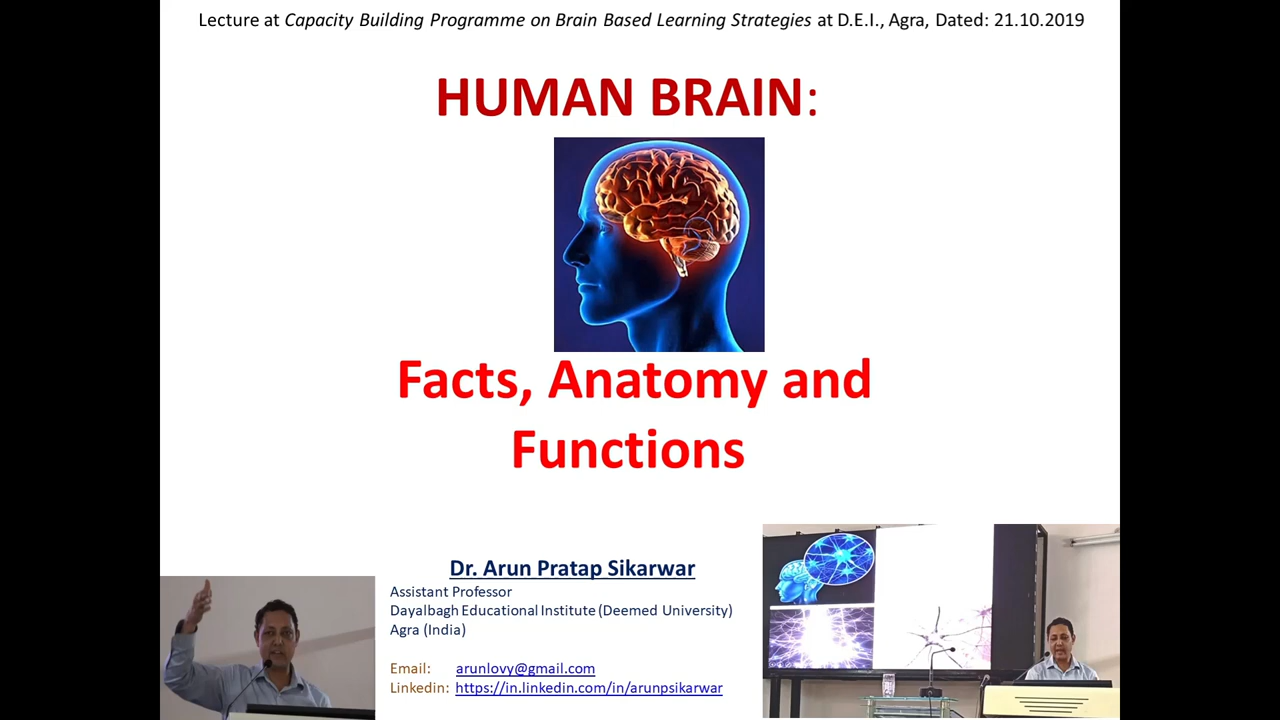 Lecture at Capacity Building Programme on Brain Based Learning Strategies at D.E.I., Agra, Dated: 21.10.2019
HUMAN BRAIN:
Facts, Anatomy and
Functions
Dr. Arun Pratap Sikarwar
Assistant Professor
Dayalbagh Educational Institute (Deemed University)
Agra (India)
Email: arunlovy@gmail.com
Linkedin: https://in.linkedin.com/in/arunpsikarwar